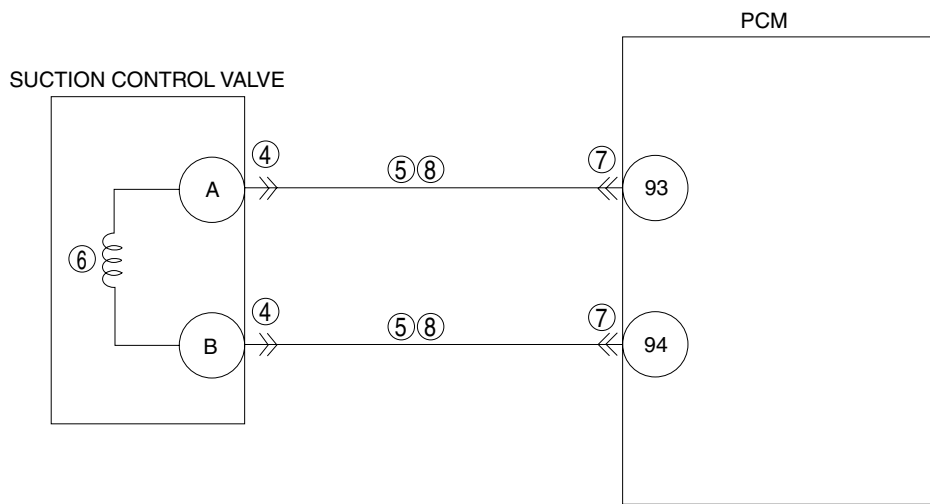 PCM
SUCTION CONTROL VALVE
④ ⑤⑧ ⑦
A 93
⑥
④ ⑤⑧ ⑦
B 94